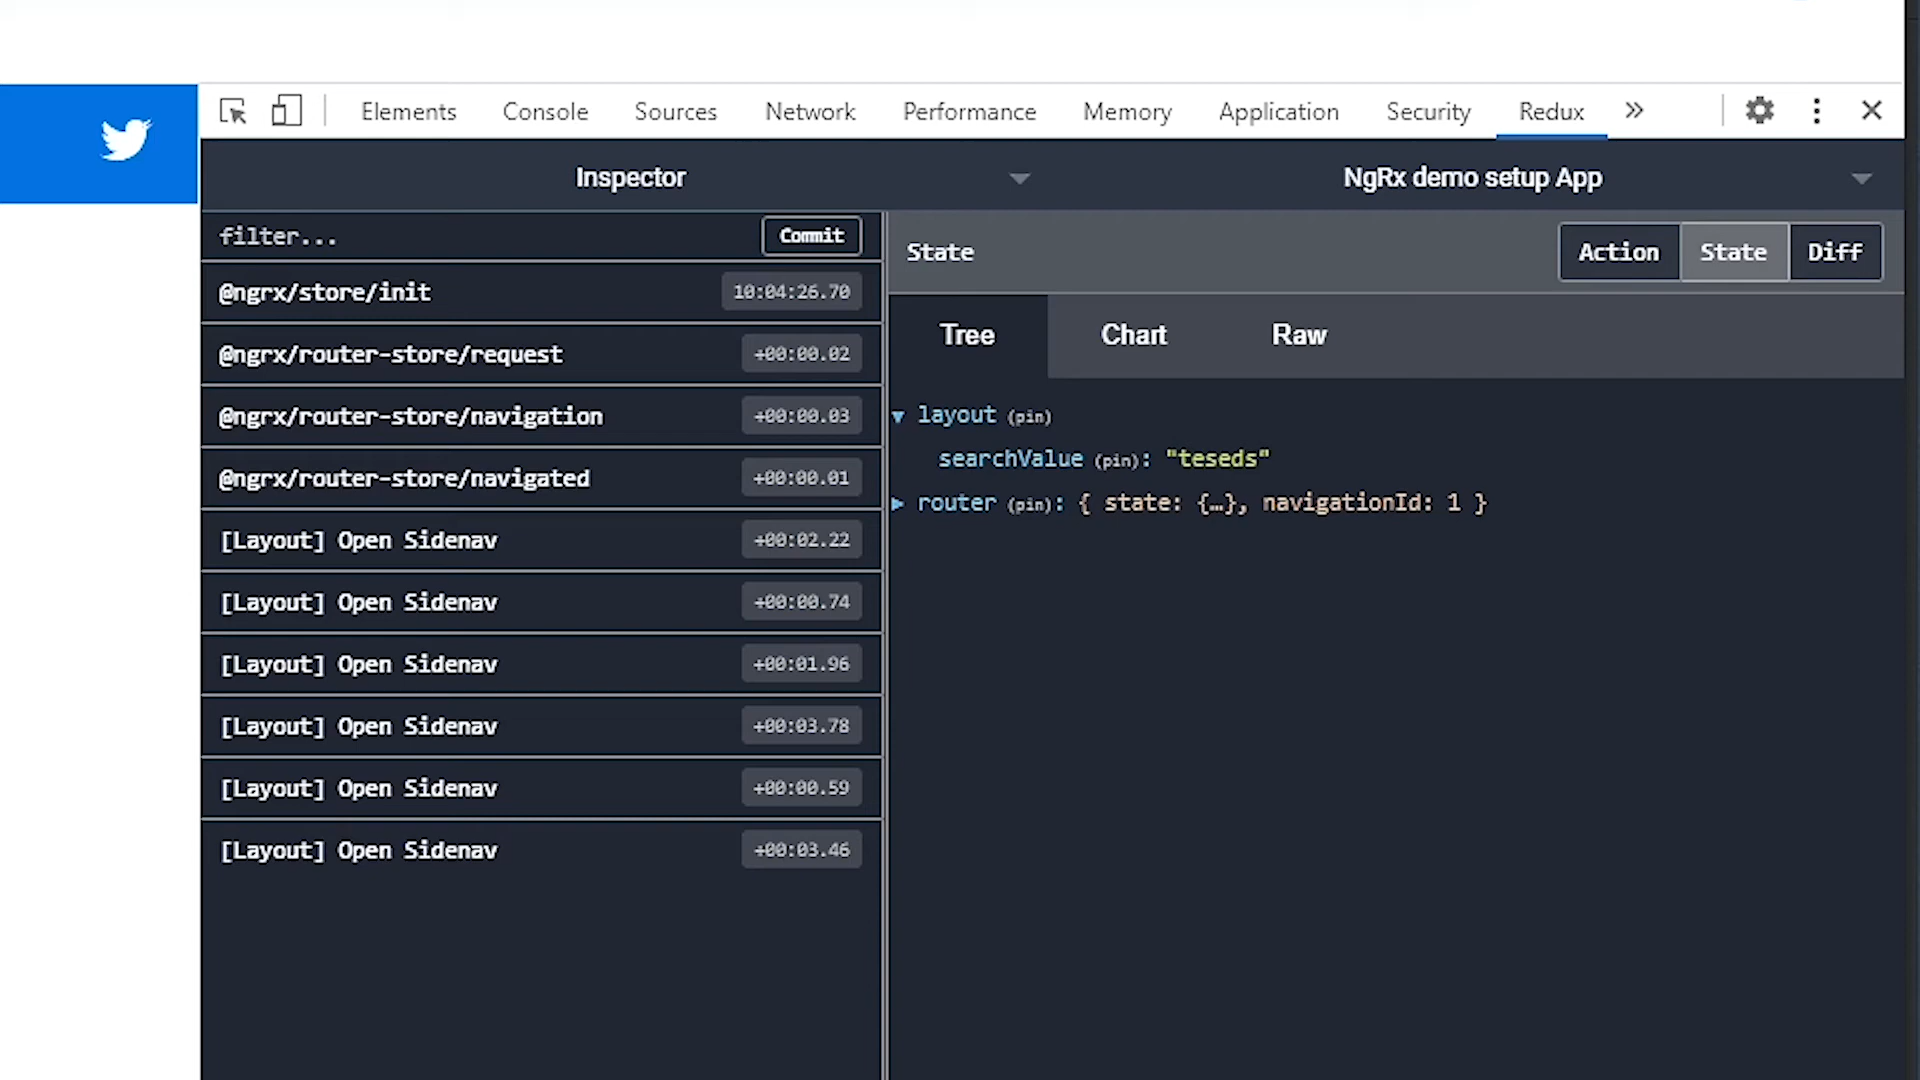 Elements Console Sources Network Performance Memory Application Security Redux
Inspector
NgRx demo setup App
filter...
Commit
@ngrx/store/init 10:04:26.70
@ngrx/router-store/request +00:00.02
@ngrx/router-store/navigation +00:00.03
@ngrx/router-store/navigated +00:00.01
[Layout] Open Sidenav +00:02.22
[Layout] Open Sidenav +00:00.74
[Layout] Open Sidenav +00:01.96
[Layout] Open Sidenav +00:03.78
[Layout] Open Sidenav +00:00.59
[Layout] Open Sidenav +00:03.46
State
Action State Diff
Tree Chart Raw
layout (pin)
searchValue (pin): "teseds"
router (pin): { state: {…}, navigationId: 1 }